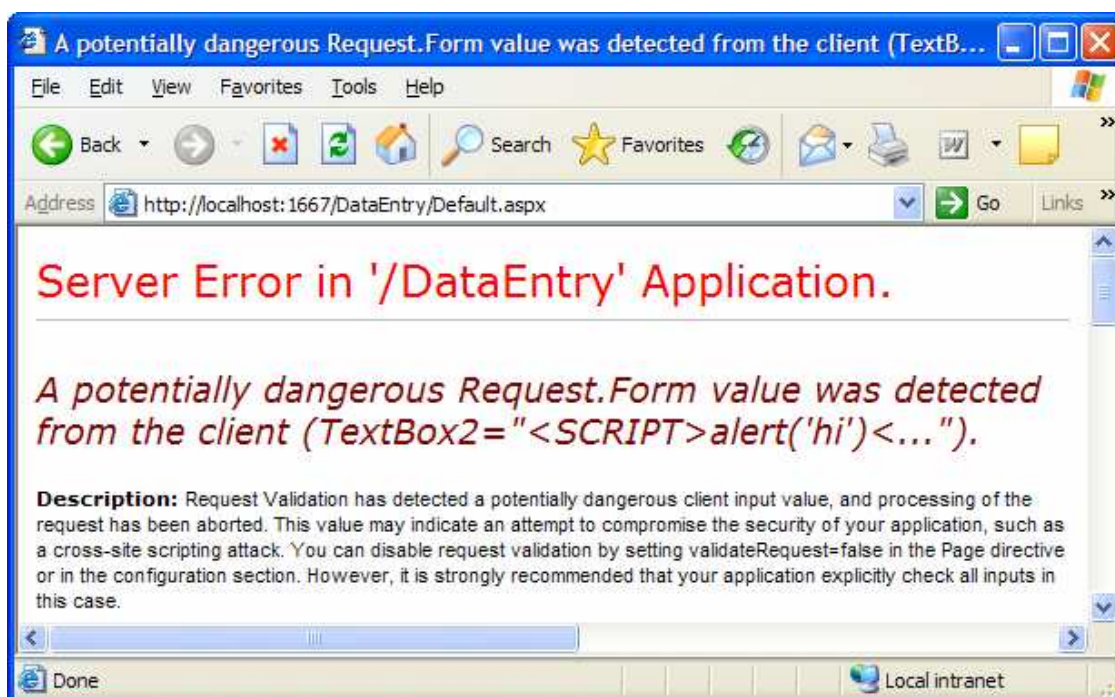 A potentially dangerous Request.Form value was detected from the client (TextB...
File Edit View Favorites Tools Help
Back Search Favorites »
Address http://localhost:1667/DataEntry/Default.aspx Go Links »
Server Error in '/DataEntry' Application.
A potentially dangerous Request.Form value was detected
from the client (TextBox2="<SCRIPT>alert('hi')<...").
Description: Request Validation has detected a potentially dangerous client input value, and processing of the
request has been aborted. This value may indicate an attempt to compromise the security of your application, such as
a cross-site scripting attack. You can disable request validation by setting validateRequest=false in the Page directive
or in the configuration section. However, it is strongly recommended that your application explicitly check all inputs in
this case.
Done Local intranet